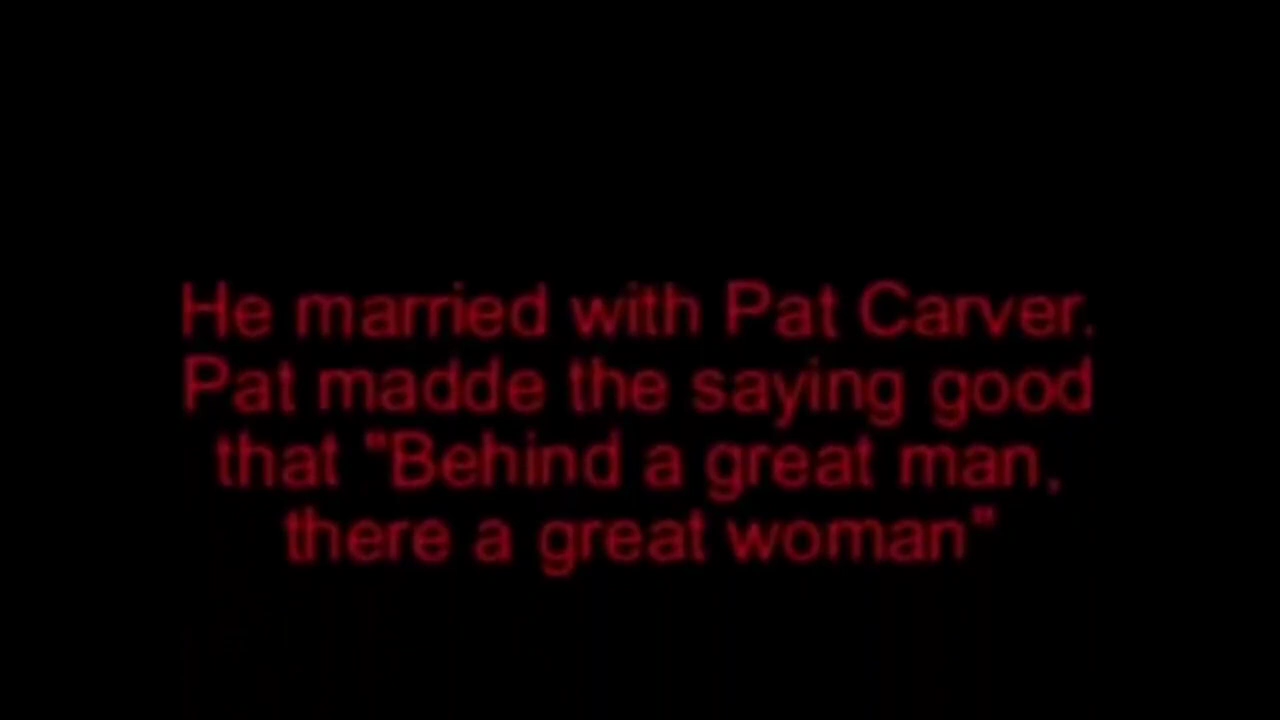 He married with Pat Carver.
Pat madde the saying good
that "Behind a great man,
there a great woman"